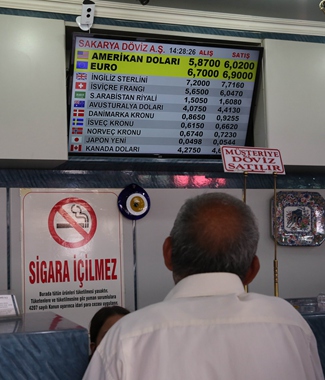 SAKARYA DÖVİZ A.Ş. 14:28:26 ALIŞ SATIŞ
AMERİKAN DOLARI 5,8700 6,0200
EURO 6,7000 6,9000
İNGİLİZ STERLİNİ 7,2000 7,7160
İSVİÇRE FRANGI 5,6500 6,0470
S.ARABİSTAN RİYALİ 1,5050 1,6080
AVUSTURALYA DOLARI 4,0750 4,4130
DANİMARKA KRONU 0,8650 0,9255
İSVEÇ KRONU 0,6150 0,6620
NORVEÇ KRONU 0,6740 0,7230
JAPON YENİ 0,0498 0,0544
KANADA DOLARI 4,2750
MÜŞTERİYE
DÖVİZ
SATILIR
SİGARA İÇİLMEZ